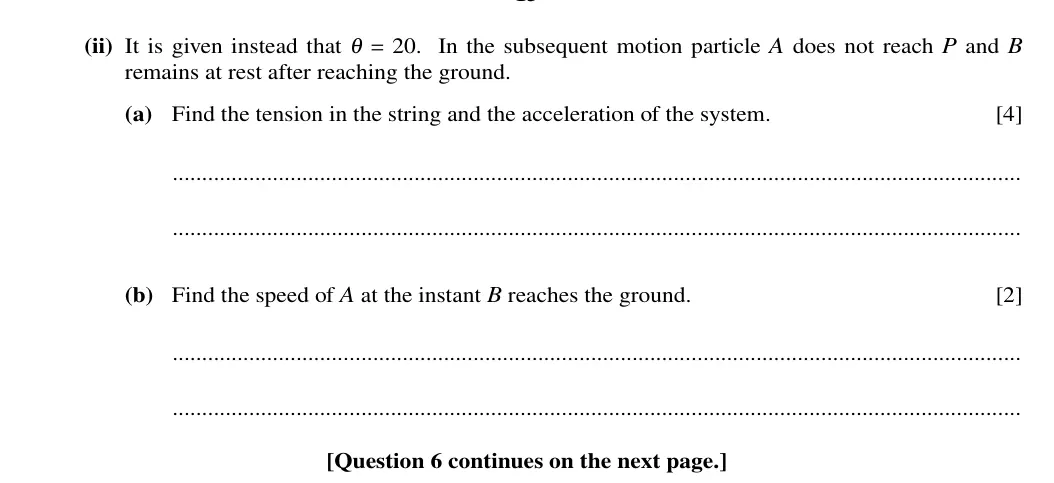 (ii) It is given instead that θ = 20. In the subsequent motion particle A does not reach P and B
remains at rest after reaching the ground.
(a) Find the tension in the string and the acceleration of the system. [4]
................................................................................................................................................
................................................................................................................................................
(b) Find the speed of A at the instant B reaches the ground. [2]
................................................................................................................................................
................................................................................................................................................
[Question 6 continues on the next page.]